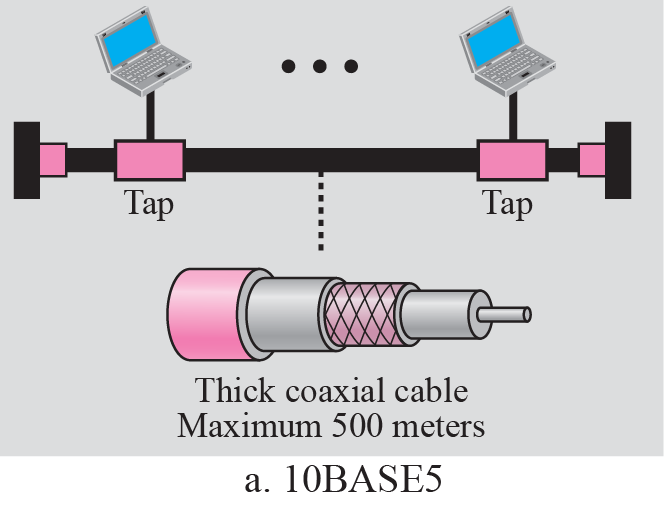 Tap
Tap
Thick coaxial cable
Maximum 500 meters
a. 10BASE5